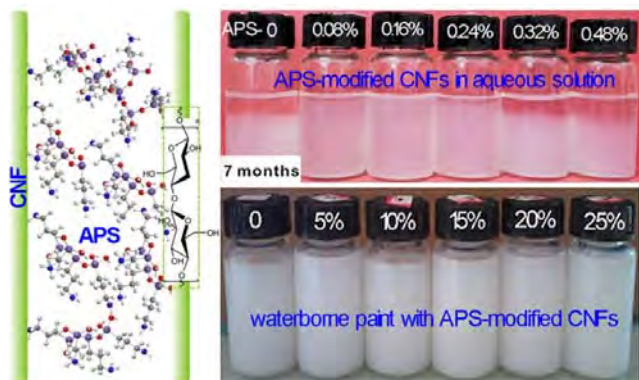 CNF
APS
HO
OH
O
OH
HO
OH
OH
APS- 0
0.08%
0.16%
0.24%
0.32%
0.48%
APS-modified CNFs in aqueous solution
7 months
0
5%
10%
15%
20%
25%
waterborne paint with APS-modified CNFs